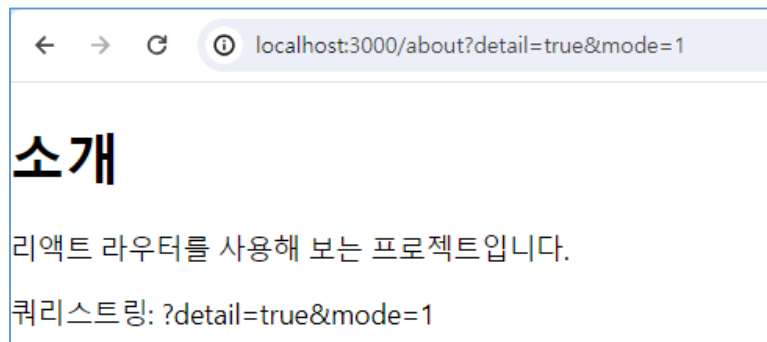 localhost:3000/about?detail=true&mode=1
소개
리액트 라우터를 사용해 보는 프로젝트입니다.
쿼리스트링: ?detail=true&mode=1